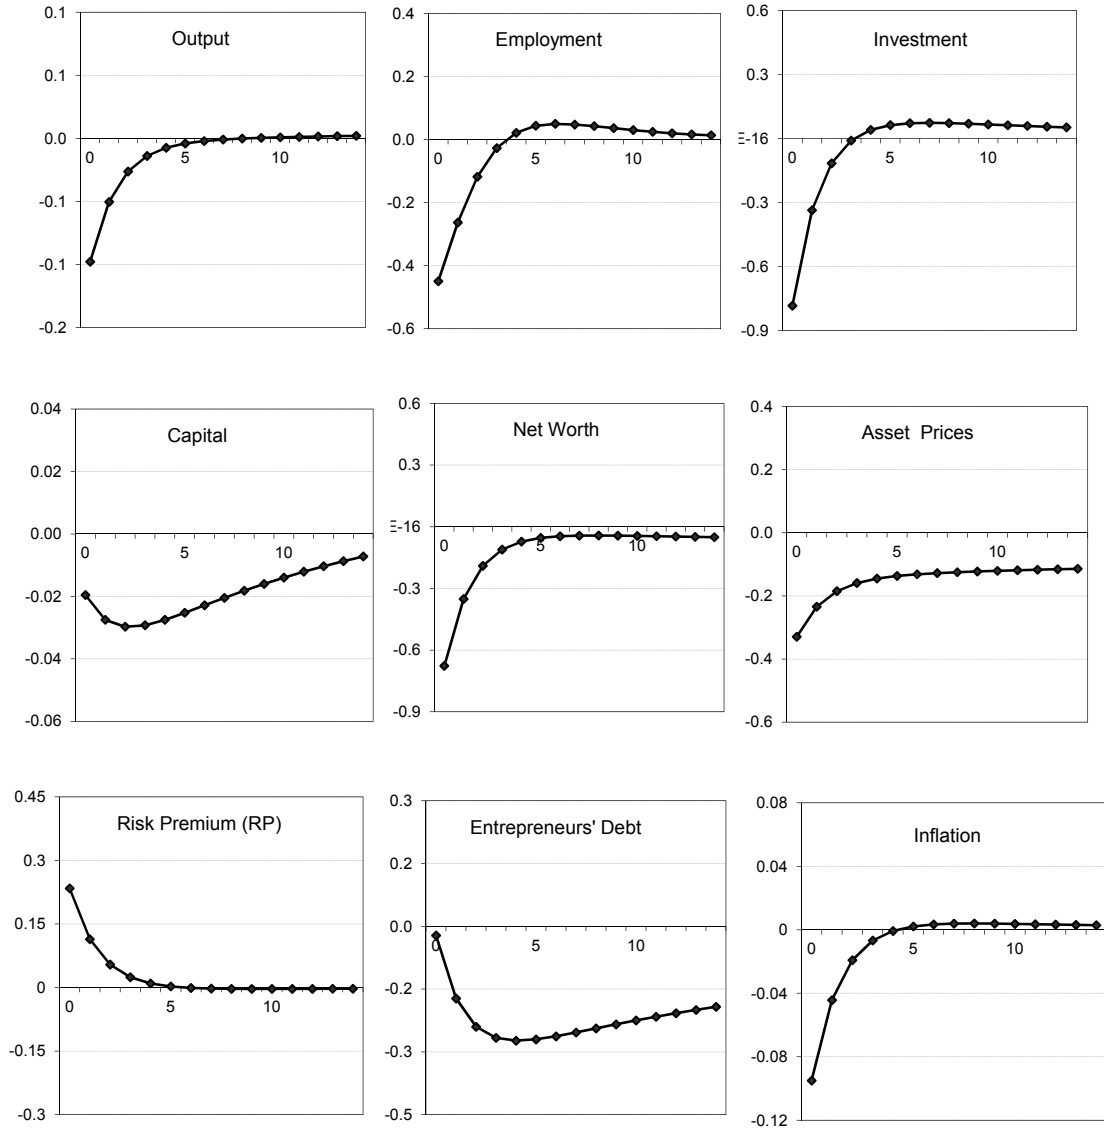 Output
0.1
0.1
0.0
-0.1
-0.1
-0.2
0 5 10
Employment
0.4
0.2
0.0
-0.2
-0.4
-0.6
0 5 10
Investment
0.6
0.3
E-16
-0.3
-0.6
-0.9
0 5 10
Capital
0.04
0.02
0.00
-0.02
-0.04
-0.06
0 5 10
Net Worth
0.6
0.3
E-16
-0.3
-0.6
-0.9
0 5 10
Asset Prices
0.4
0.2
0.0
-0.2
-0.4
-0.6
0 5 10
Risk Premium (RP)
0.45
0.3
0.15
0
-0.15
-0.3
0 5 10
Entrepreneurs' Debt
0.3
0.2
0.0
-0.2
-0.3
-0.5
0 5 10
Inflation
0.08
0.04
0
-0.04
-0.08
-0.12
0 5 10